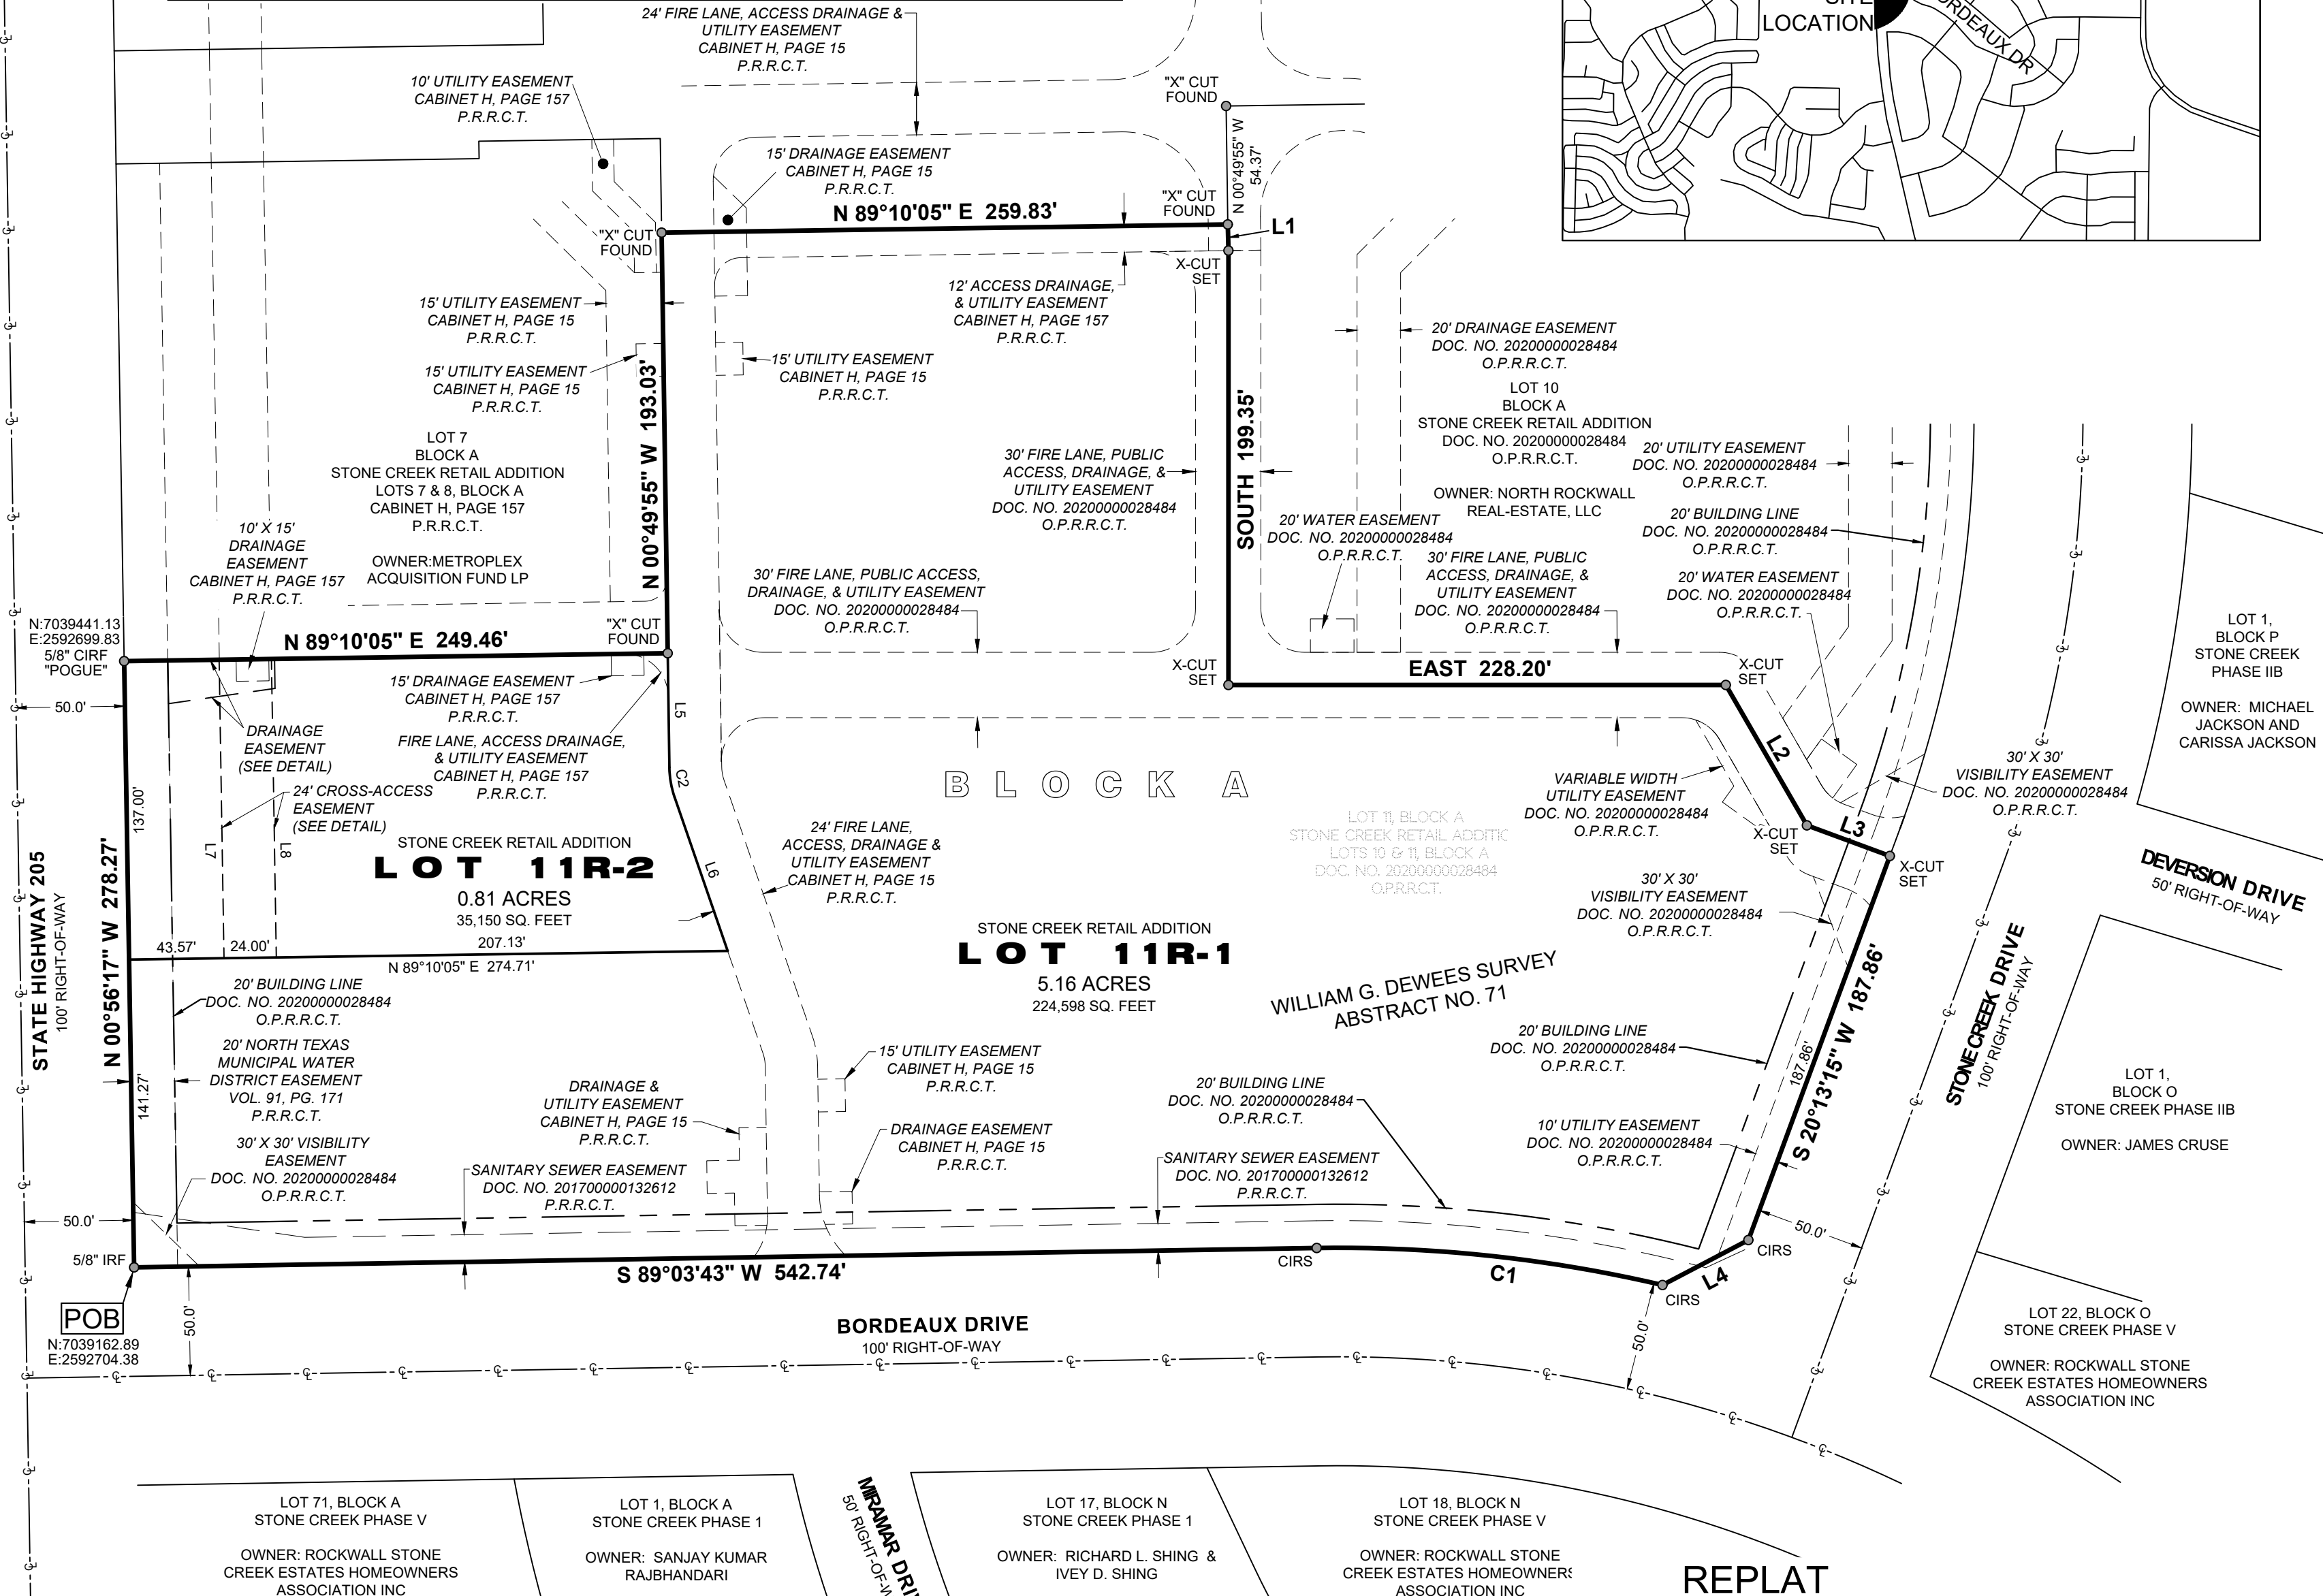 24' FIRE LANE, ACCESS DRAINAGE &
UTILITY EASEMENT
CABINET H, PAGE 15
P.R.R.C.T.
SITE
LOCATION
BORDEAUX DR
10' UTILITY EASEMENT
CABINET H, PAGE 157
P.R.R.C.T.
"X" CUT
FOUND
N 00°49'55" W
54.37'
15' DRAINAGE EASEMENT
CABINET H, PAGE 15
P.R.R.C.T.
N 89°10'05" E 259.83'
"X" CUT
FOUND
L1
"X" CUT
FOUND
X-CUT
SET
15' UTILITY EASEMENT
CABINET H, PAGE 15
P.R.R.C.T.
12' ACCESS DRAINAGE,
& UTILITY EASEMENT
CABINET H, PAGE 157
P.R.R.C.T.
20' DRAINAGE EASEMENT
DOC. NO. 20200000028484
O.P.R.R.C.T.
15' UTILITY EASEMENT
CABINET H, PAGE 15
P.R.R.C.T.
15' UTILITY EASEMENT
CABINET H, PAGE 15
P.R.R.C.T.
N 00°49'55" W 193.03'
SOUTH 199.35'
LOT 10
BLOCK A
STONE CREEK RETAIL ADDITION
DOC. NO. 20200000028484
O.P.R.R.C.T.
OWNER: NORTH ROCKWALL
REAL-ESTATE, LLC
LOT 7
BLOCK A
STONE CREEK RETAIL ADDITION
LOTS 7 & 8, BLOCK A
CABINET H, PAGE 157
P.R.R.C.T.
OWNER:METROPLEX
ACQUISITION FUND LP
30' FIRE LANE, PUBLIC
ACCESS, DRAINAGE, &
UTILITY EASEMENT
DOC. NO. 20200000028484
O.P.R.R.C.T.
20' UTILITY EASEMENT
DOC. NO. 20200000028484
O.P.R.R.C.T.
20' BUILDING LINE
DOC. NO. 20200000028484
O.P.R.R.C.T.
10' X 15'
DRAINAGE
EASEMENT
CABINET H, PAGE 157
P.R.R.C.T.
20' WATER EASEMENT
DOC. NO. 20200000028484
O.P.R.R.C.T.
30' FIRE LANE, PUBLIC
ACCESS, DRAINAGE, &
UTILITY EASEMENT
DOC. NO. 20200000028484
O.P.R.R.C.T.
20' WATER EASEMENT
DOC. NO. 20200000028484
O.P.R.R.C.T.
30' FIRE LANE, PUBLIC ACCESS,
DRAINAGE, & UTILITY EASEMENT
DOC. NO. 20200000028484
O.P.R.R.C.T.
LOT 1,
BLOCK P
STONE CREEK
PHASE IIB
OWNER: MICHAEL
JACKSON AND
CARISSA JACKSON
N:7039441.13
E:2592699.83
5/8" CIRF
"POGUE"
N 89°10'05" E 249.46'
"X" CUT
FOUND
X-CUT
SET
EAST 228.20'
X-CUT
SET
50.0'
15' DRAINAGE EASEMENT
CABINET H, PAGE 157
P.R.R.C.T.
L5
DRAINAGE
EASEMENT
(SEE DETAIL)
FIRE LANE, ACCESS DRAINAGE,
& UTILITY EASEMENT
CABINET H, PAGE 157
P.R.R.C.T.
C2
L2
24' CROSS-ACCESS
EASEMENT
(SEE DETAIL)
B L O C K A
VARIABLE WIDTH
UTILITY EASEMENT
DOC. NO. 20200000028484
O.P.R.R.C.T.
30' X 30'
VISIBILITY EASEMENT
DOC. NO. 20200000028484
O.P.R.R.C.T.
137.00'
L7
L8
STONE CREEK RETAIL ADDITION
LOT 11R-2
0.81 ACRES
35,150 SQ. FEET
L6
24' FIRE LANE,
ACCESS, DRAINAGE &
UTILITY EASEMENT
CABINET H, PAGE 15
P.R.R.C.T.
LOT 11, BLOCK A
STONE CREEK RETAIL ADDITIO
LOTS 10 & 11, BLOCK A
DOC. NO. 20200000028484
O.P.R.R.C.T.
X-CUT
SET
L3
X-CUT
SET
DEVERSION DRIVE
50' RIGHT-OF-WAY
30' X 30'
VISIBILITY EASEMENT
DOC. NO. 20200000028484
O.P.R.R.C.T.
STATE HIGHWAY 205
100' RIGHT-OF-WAY
N 00°56'17" W 278.27'
43.57'
24.00'
207.13'
N 89°10'05" E 274.71'
STONE CREEK RETAIL ADDITION
LOT 11R-1
5.16 ACRES
224,598 SQ. FEET
WILLIAM G. DEWEES SURVEY
ABSTRACT NO. 71
20' BUILDING LINE
DOC. NO. 20200000028484
O.P.R.R.C.T.
S 20°13'15" W 187.86'
187.86'
STONECREEK DRIVE
100' RIGHT-OF-WAY
20' BUILDING LINE
DOC. NO. 20200000028484
O.P.R.R.C.T.
20' NORTH TEXAS
MUNICIPAL WATER
DISTRICT EASEMENT
VOL. 91, PG. 171
P.R.R.C.T.
141.27'
15' UTILITY EASEMENT
CABINET H, PAGE 15
P.R.R.C.T.
DRAINAGE &
UTILITY EASEMENT
CABINET H, PAGE 15
P.R.R.C.T.
20' BUILDING LINE
DOC. NO. 20200000028484
O.P.R.R.C.T.
LOT 1,
BLOCK O
STONE CREEK PHASE IIB
OWNER: JAMES CRUSE
10' UTILITY EASEMENT
DOC. NO. 20200000028484
O.P.R.R.C.T.
DRAINAGE EASEMENT
CABINET H, PAGE 15
P.R.R.C.T.
30' X 30' VISIBILITY
EASEMENT
DOC. NO. 20200000028484
O.P.R.R.C.T.
SANITARY SEWER EASEMENT
DOC. NO. 201700000132612
P.R.R.C.T.
SANITARY SEWER EASEMENT
DOC. NO. 201700000132612
P.R.R.C.T.
50.0'
50.0'
5/8" IRF
S 89°03'43" W 542.74'
CIRS
C1
L4
CIRS
CIRS
POB
N:7039162.89
E:2592704.38
50.0'
50.0'
BORDEAUX DRIVE
100' RIGHT-OF-WAY
LOT 22, BLOCK O
STONE CREEK PHASE V
OWNER: ROCKWALL STONE
CREEK ESTATES HOMEOWNERS
ASSOCIATION INC
LOT 71, BLOCK A
STONE CREEK PHASE V
OWNER: ROCKWALL STONE
CREEK ESTATES HOMEOWNERS
ASSOCIATION INC
LOT 1, BLOCK A
STONE CREEK PHASE 1
OWNER: SANJAY KUMAR
RAJBHANDARI
MIRAMAR DRIV
50' RIGHT-OF-W
LOT 17, BLOCK N
STONE CREEK PHASE 1
OWNER: RICHARD L. SHING &
IVEY D. SHING
LOT 18, BLOCK N
STONE CREEK PHASE V
OWNER: ROCKWALL STONE
CREEK ESTATES HOMEOWNERS
ASSOCIATION INC
REPLAT